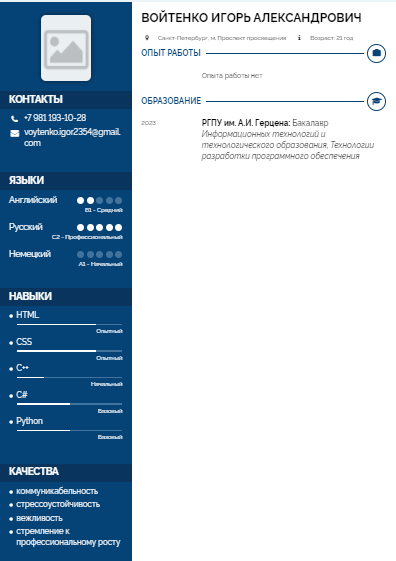 ВОЙТЕНКО ИГОРЬ АЛЕКСАНДРОВИЧ
Санкт-Петербург, м. Проспект просвещения
Возраст: 21 год
ОПЫТ РАБОТЫ
Опыта работы нет
ОБРАЗОВАНИЕ
2023
РГПУ им. А.И. Герцена: Бакалавр
Информационных технологий и
технологического образования, Технологии
разработки программного обеспечения
КОНТАКТЫ
+7 981 193-10-28
voytenko.igor2354@gmail.
com
ЯЗЫКИ
Английский
B1 - Средний
Русский
C2 - Профессиональный
Немецкий
A1 - Начальный
НАВЫКИ
HTML
Опытный
CSS
Опытный
C++
Начальный
C#
Базовый
Python
Базовый
КАЧЕСТВА
коммуникабельность
стрессоустойчивость
вежливость
стремление к
профессиональному росту